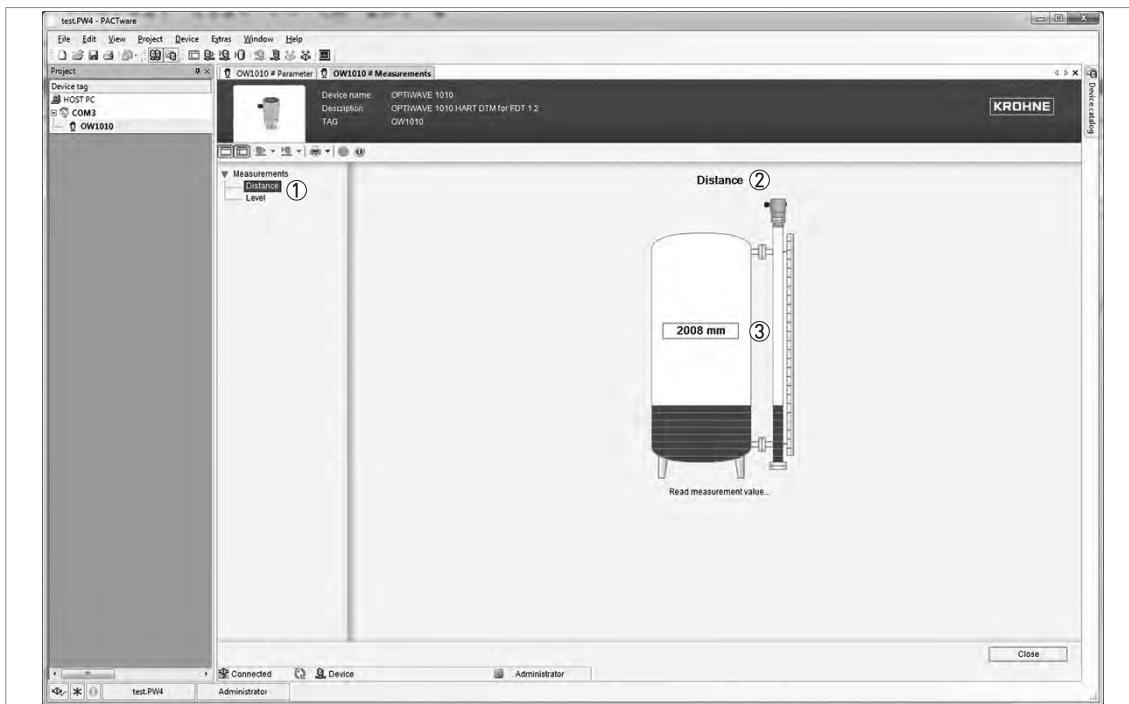 test.PW4 - PACTware
File Edit View Project Device Extras Window Help
Project
Device tag
HOST PC
COM3
OW1010
OW1010 # Parameter
OW1010 # Measurements
Device name: OPTIWAVE 1010
Description OPTIWAVE 1010 HART DTM for FDT 1.2
TAG OW1010
KROHNE
Device catalog
Measurements
Distance ①
Level
Distance ②
2008 mm ③
Read measurement value...
Close
Connected Device Administrator
test.PW4 Administrator